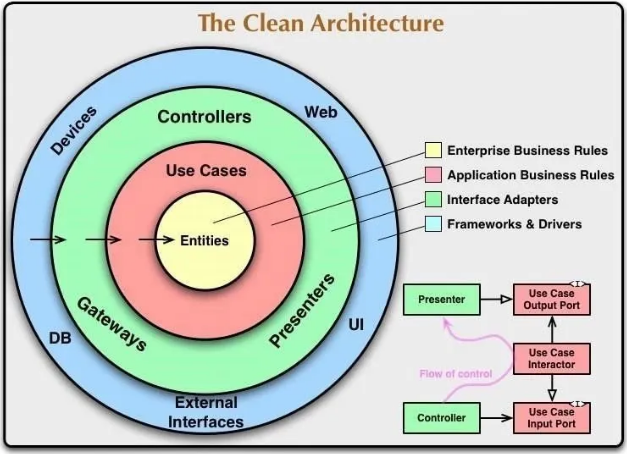 The Clean Architecture
Devices
Web
Controllers
Use Cases
Entities
Gateways
Presenters
DB
UI
External
Interfaces
Enterprise Business Rules
Application Business Rules
Interface Adapters
Frameworks & Drivers
Presenter
Use Case
Output Port
<I>
Flow of control
Use Case
Interactor
Controller
Use Case
Input Port
<I>